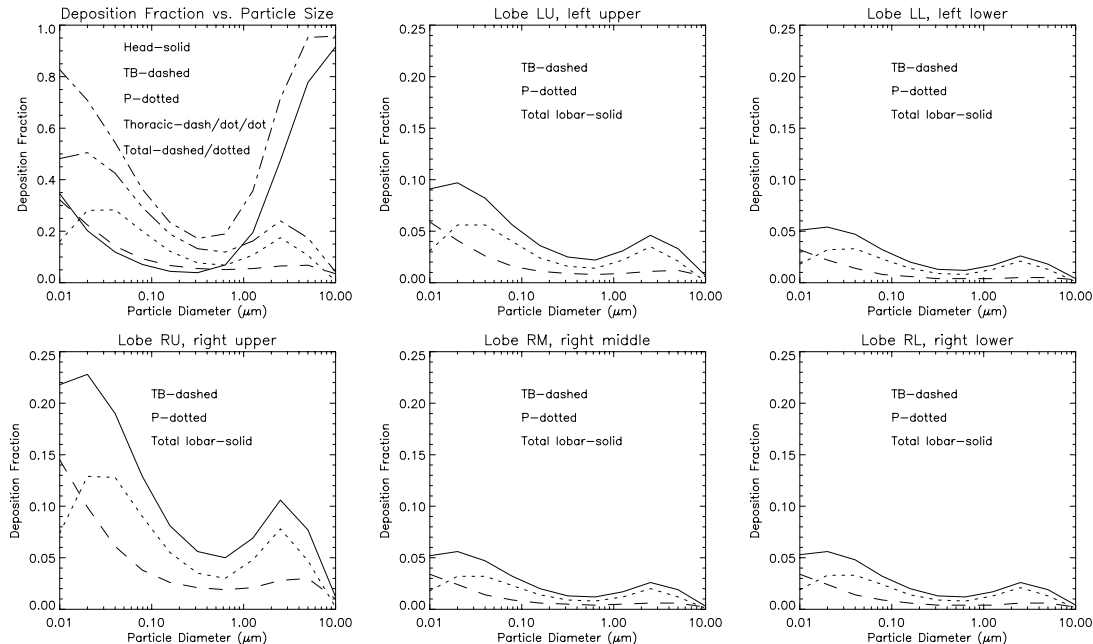 Deposition Fraction vs. Particle Size
Deposition Fraction
1.0
0.8
0.6
0.4
0.2
0.0
Head-solid
TB-dashed
P-dotted
Thoracic-dash/dot/dot
Total-dashed/dotted
0.01 0.10 1.00 10.00
Particle Diameter (μm)
Lobe LU, left upper
Deposition Fraction
0.25
0.20
0.15
0.10
0.05
0.00
TB-dashed
P-dotted
Total lobar-solid
0.01 0.10 1.00 10.00
Particle Diameter (μm)
Lobe LL, left lower
Deposition Fraction
0.25
0.20
0.15
0.10
0.05
0.00
TB-dashed
P-dotted
Total lobar-solid
0.01 0.10 1.00 10.00
Particle Diameter (μm)
Lobe RU, right upper
Deposition Fraction
0.25
0.20
0.15
0.10
0.05
0.00
TB-dashed
P-dotted
Total lobar-solid
0.01 0.10 1.00 10.00
Particle Diameter (μm)
Lobe RM, right middle
Deposition Fraction
0.25
0.20
0.15
0.10
0.05
0.00
TB-dashed
P-dotted
Total lobar-solid
0.01 0.10 1.00 10.00
Particle Diameter (μm)
Lobe RL, right lower
Deposition Fraction
0.25
0.20
0.15
0.10
0.05
0.00
TB-dashed
P-dotted
Total lobar-solid
0.01 0.10 1.00 10.00
Particle Diameter (μm)